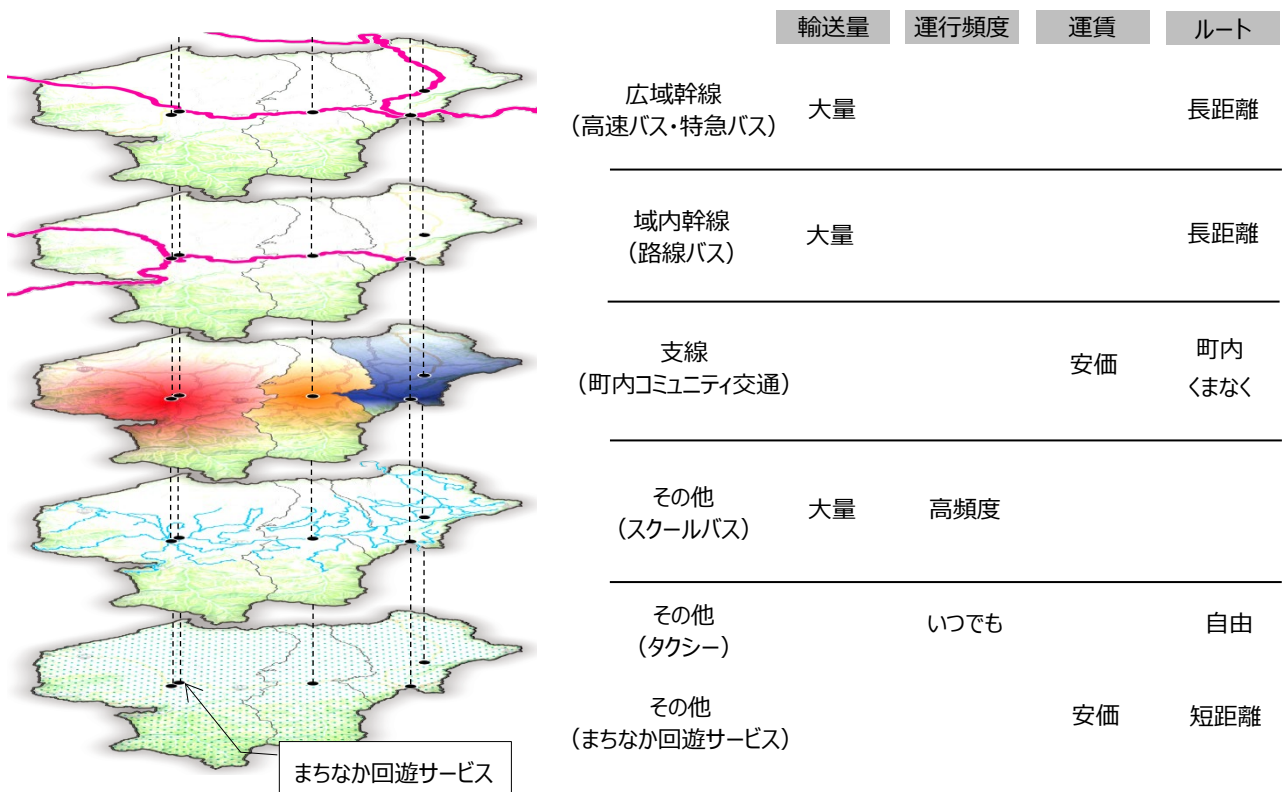 輸送量 運行頻度 運賃 ルート
広域幹線
（高速バス・特急バス） 大量 長距離
域内幹線
（路線バス） 大量 長距離
支線
（町内コミュニティ交通） 安価 町内
くまなく
その他
（スクールバス） 大量 高頻度
その他
（タクシー） いつでも 自由
その他
（まちなか回遊サービス） 安価 短距離
まちなか回遊サービス